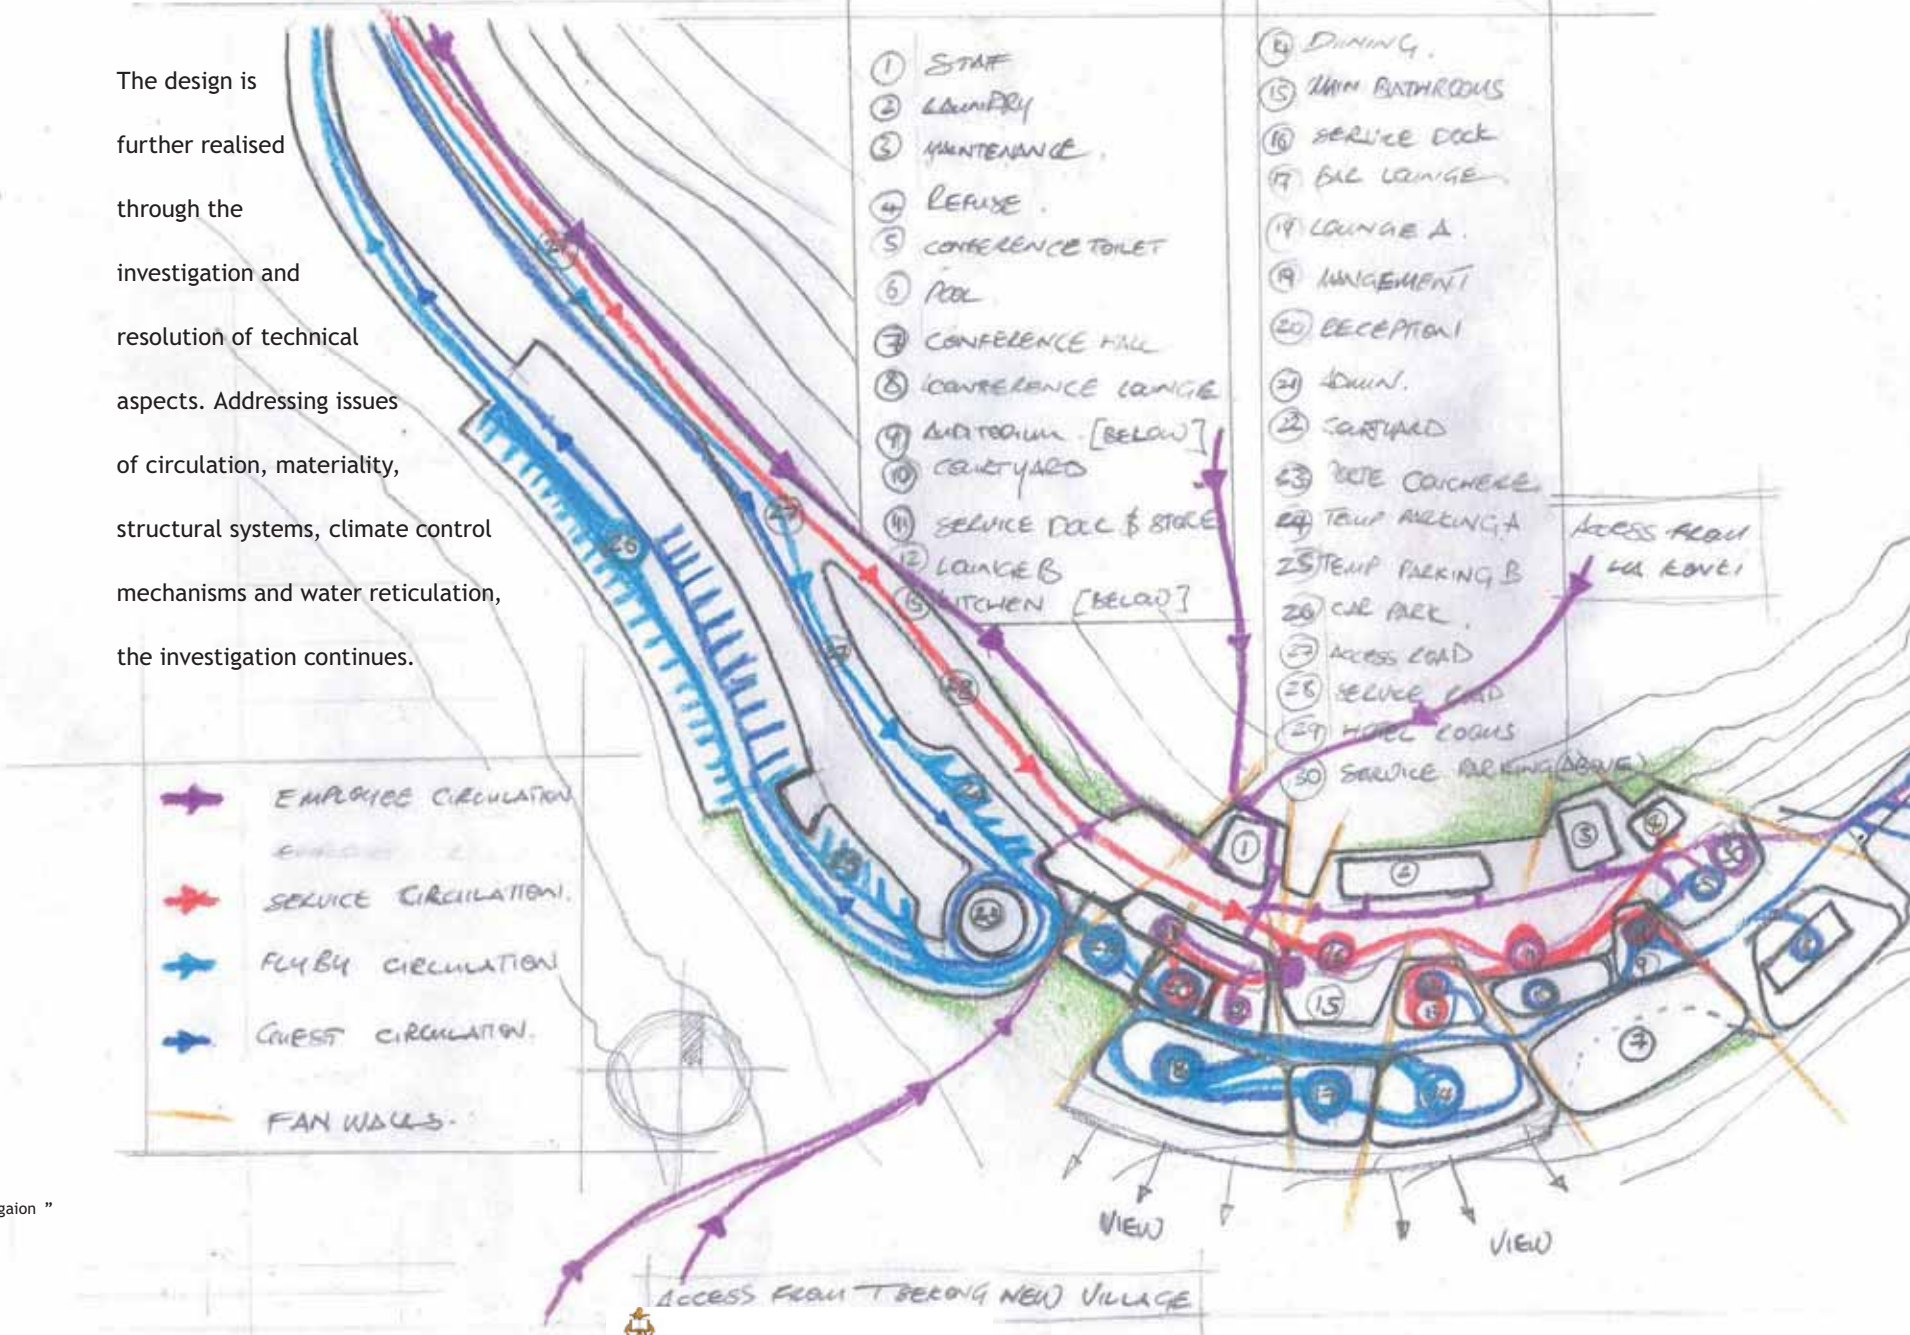 The design is
further realised
through the
investigation and
resolution of technical
aspects. Addressing issues
of circulation, materiality,
structural systems, climate control
mechanisms and water reticulation,
the investigation continues.
① STAFF
② LAUNDRY
③ MAINTENANCE.
④ REFUSE.
⑤ CONFERENCE TOILET
⑥ POOL
⑦ CONFERENCE HALL
⑧ CONFERENCE LOUNGE
⑨ AUDITORIUM [BELOW]
⑩ COURTYARD
⑪ SERVICE DOCK & STORE
⑫ LOUNGE B
⑬ KITCHEN [BELOW]
⑭ DINING.
⑮ MAIN BATHROOMS
⑯ SERVICE DOCK
⑰ BAR LOUNGE
LOUNGE A.
⑲ MANGEMENT
⑳ RECEPTION
㉑ ADMIN.
㉒ COURTYARD
㉓ PORTE COUCHERE
㉔ TEMP PARKING A
㉕ TEMP PARKING B
㉖ CAR PARK.
㉗ ACCESS ROAD
㉘ SERVICE ROAD
㉙ HOTEL ROOMS
㉚ SERVICE PARKING (ABOVE)
ACCESS FROM
EMPLOYEE CIRCULATION
SERVICE CIRCULATION.
FLYBY CIRCULATION
GUEST CIRCULATION.
FAN WALLS.
gaion ”
VIEW
VIEW
ACCESS FROM NEW VILLAGE